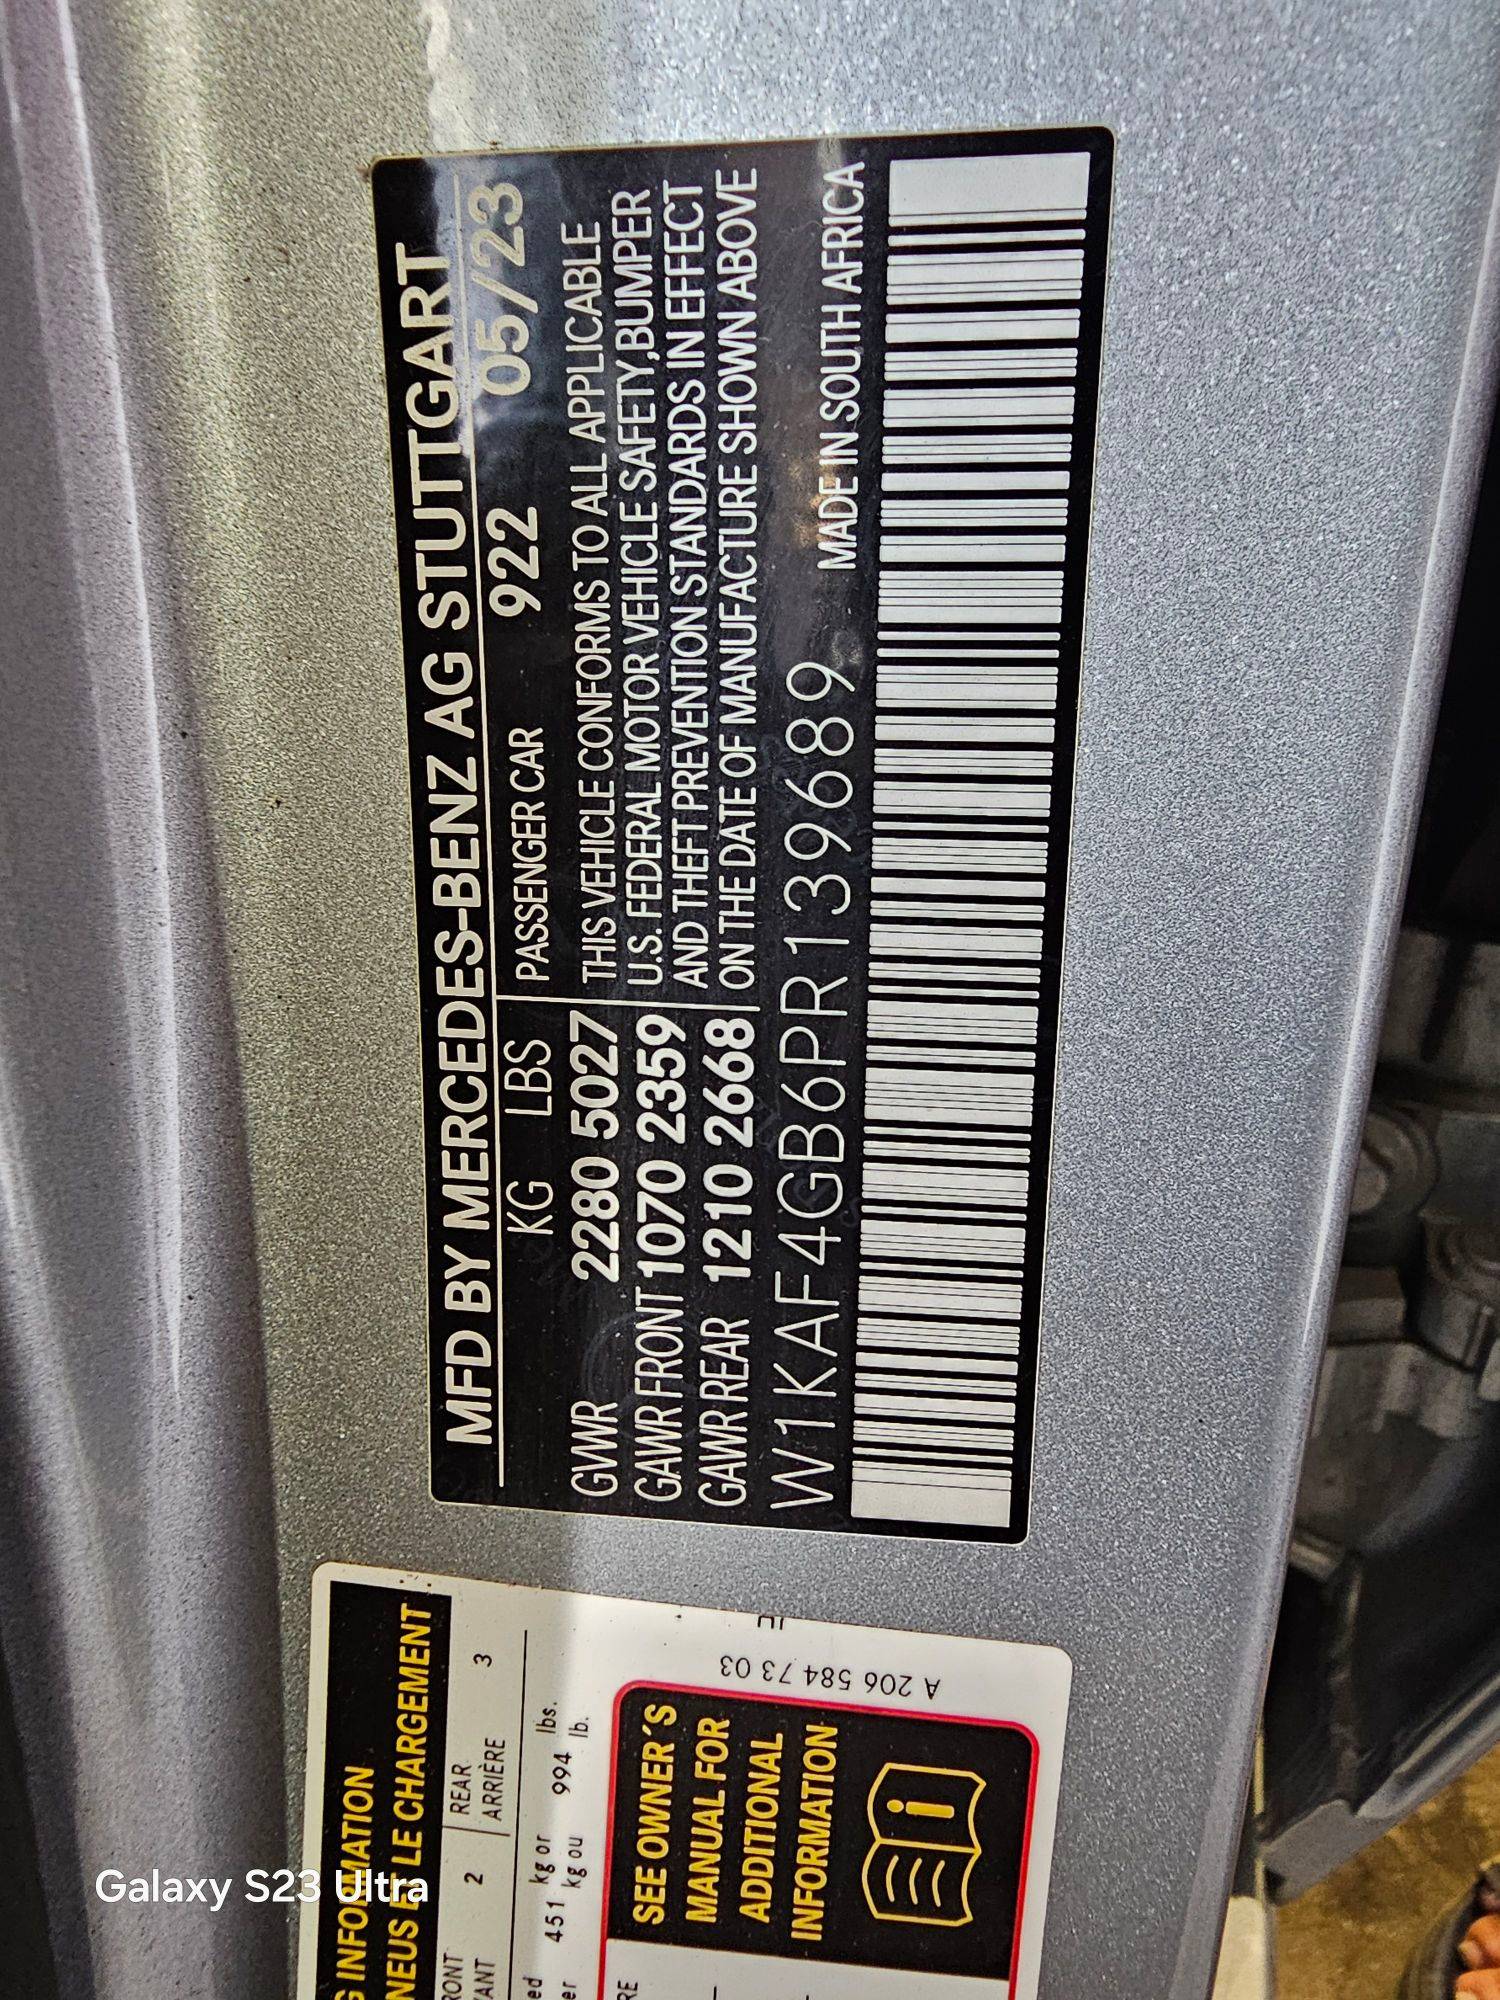 MFD BY MERCEDES-BENZ AG STUTTGART
KG LBS PASSENGER CAR 922 05/23
GVWR 2280 5027 THIS VEHICLE CONFORMS TO ALL APPLICABLE
GAWR FRONT 1070 2359 U.S. FEDERAL MOTOR VEHICLE SAFETY,BUMPER
GAWR REAR 1210 2668 AND THEFT PREVENTION STANDARDS IN EFFECT
ON THE DATE OF MANUFACTURE SHOWN ABOVE
W1KAF4GB6PR139689 MADE IN SOUTH AFRICA
INFORMATION
ET LE CHARGEMENT
2 REAR 3
ARRIÈRE
451 kg or 994 lbs.
kg ou lb.
SEE OWNER'S
MANUAL FOR
ADDITIONAL
INFORMATION
A 206 584 73 03
Galaxy S23 Ultra